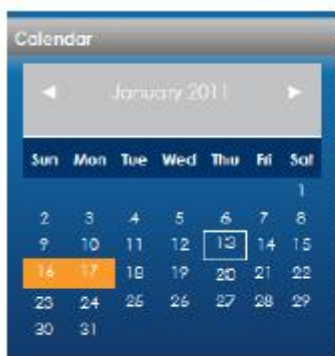 Calendar
◄ January 2011 ►
Sun Mon Tue Wed Thu Fri Sat
1
2 3 4 5 6 7 8
9 10 11 12 13 14 15
16 17 18 19 20 21 22
23 24 25 26 27 28 29
30 31